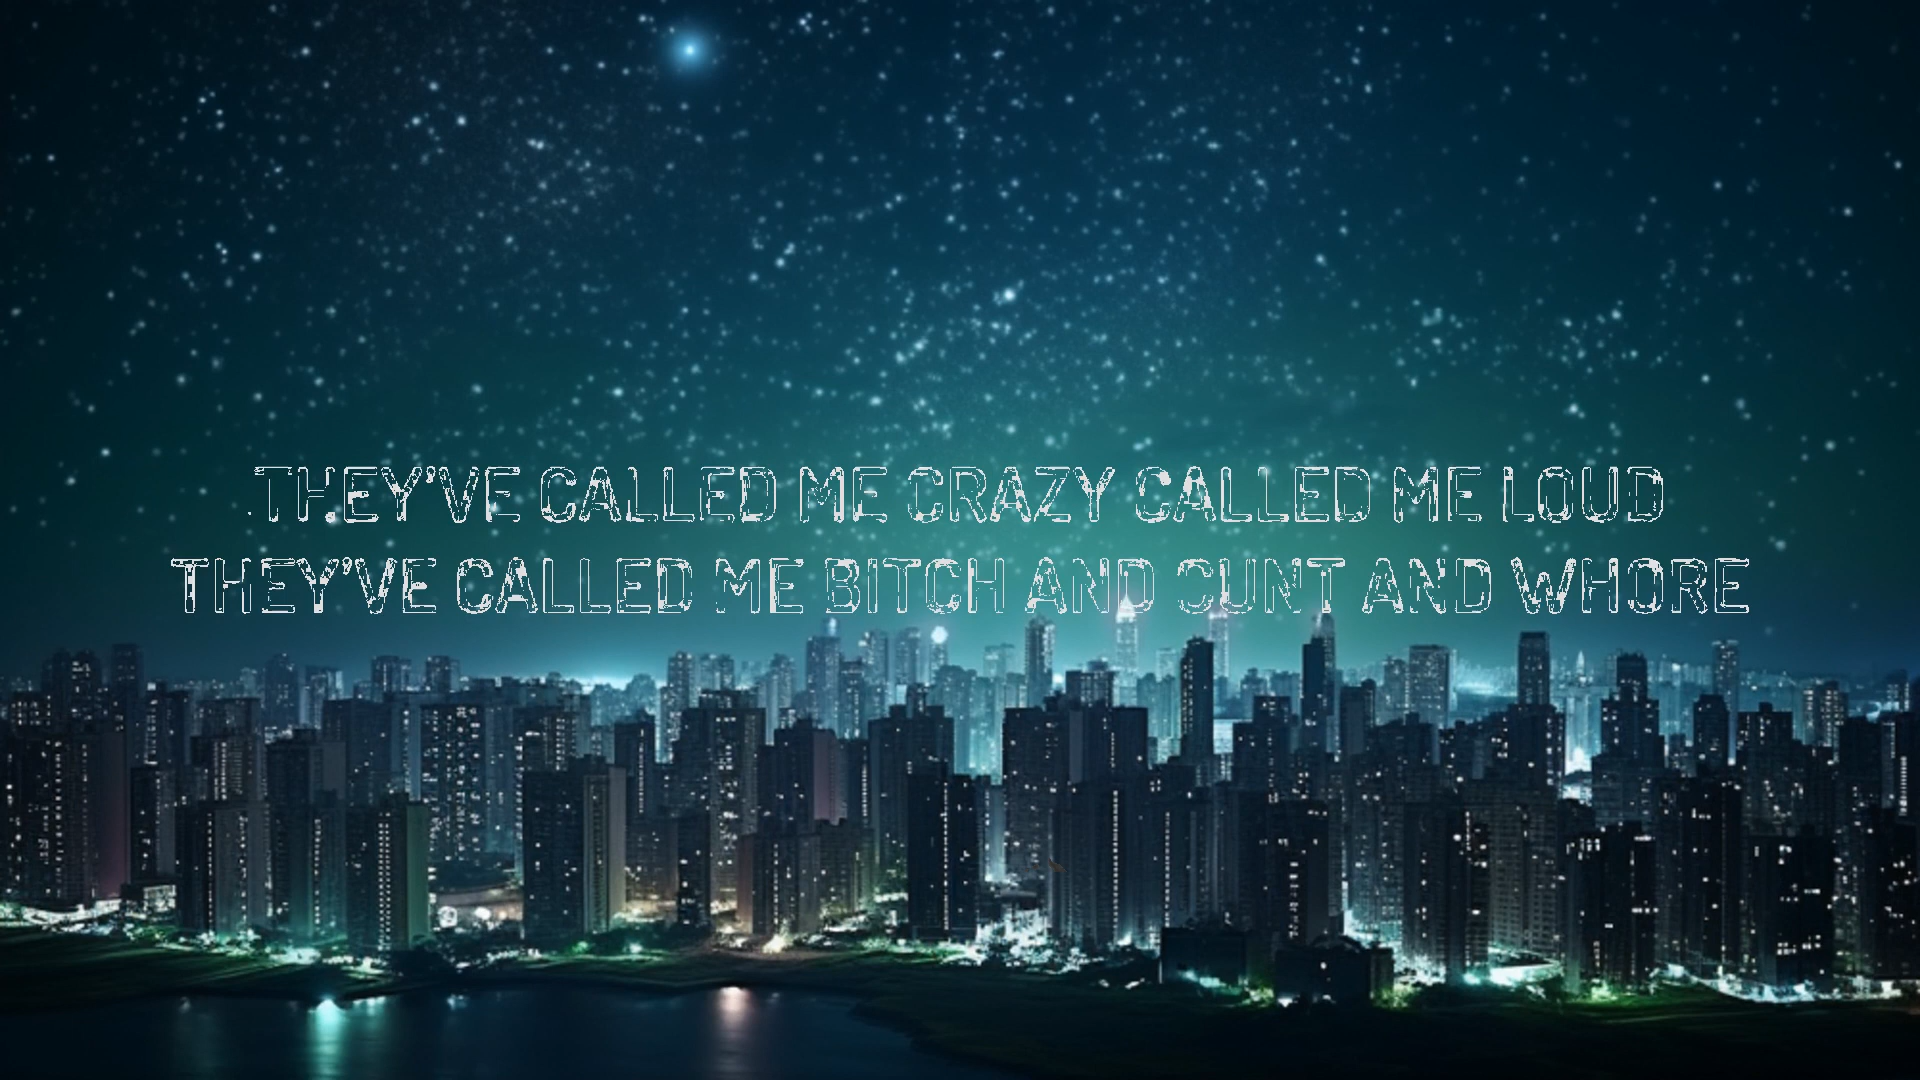 THEY'VE CALLED ME CRAZY CALLED ME LOUD
THEY'VE CALLED ME BITCH AND CUNT AND WHORE